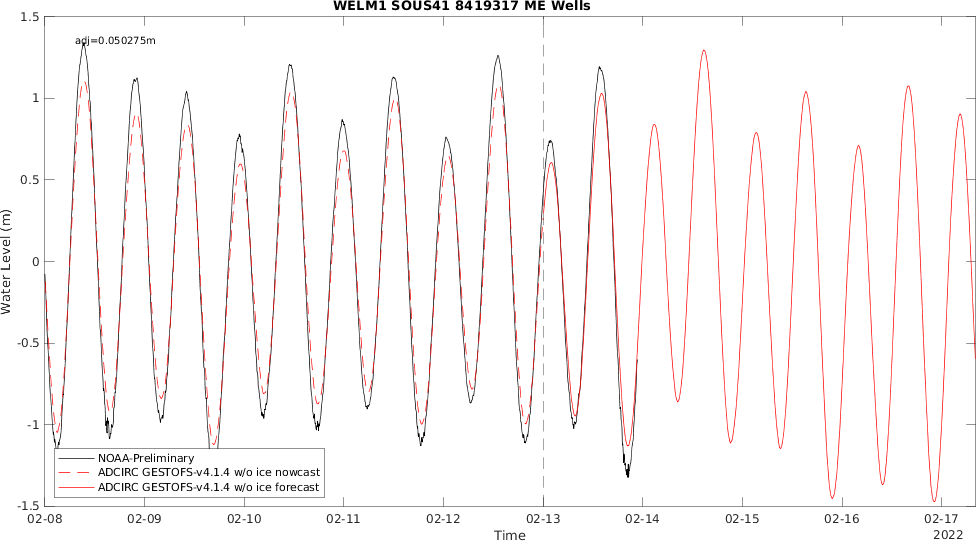 WELM1 SOUS41 8419317 ME Wells
adj=0.050275m
1.5
1
0.5
0
-0.5
-1
-1.5
Water Level (m)
NOAA-Preliminary
ADCIRC GESTOFS-v4.1.4 w/o ice nowcast
ADCIRC GESTOFS-v4.1.4 w/o ice forecast
02-08 02-09 02-10 02-11 02-12 02-13 02-14 02-15 02-16 02-17
Time
2022